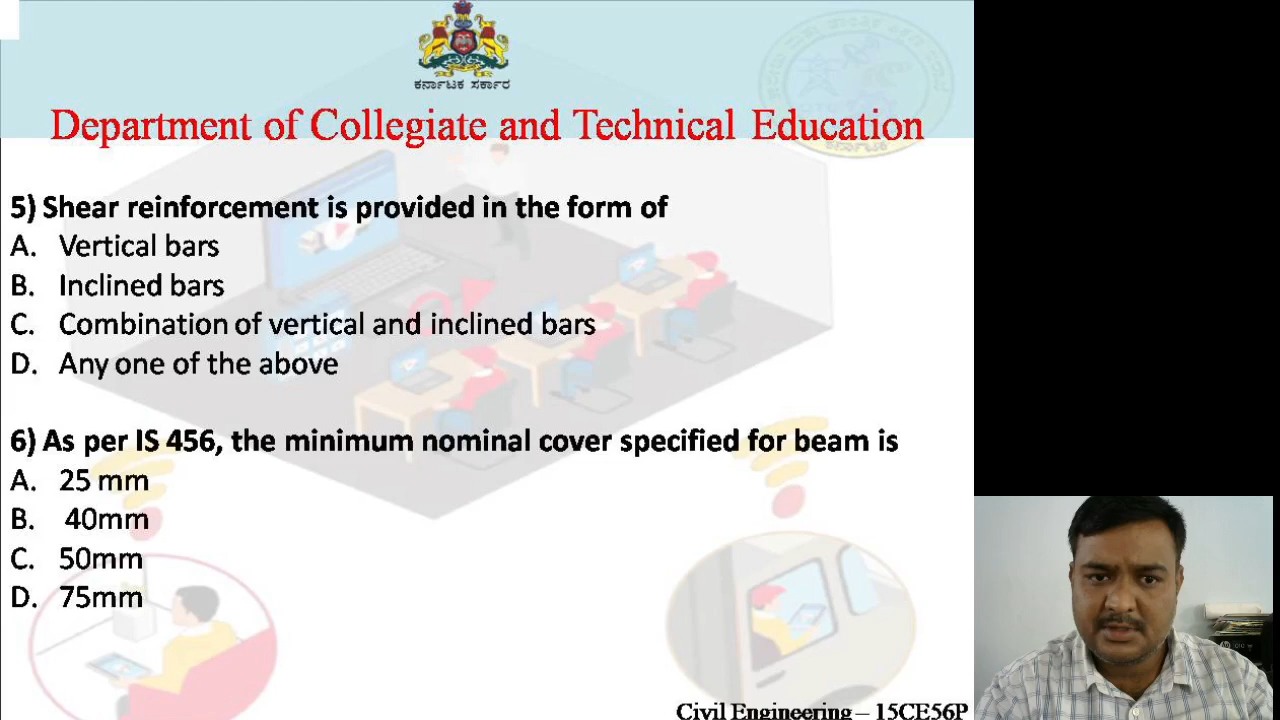 ಕರ್ನಾಟಕ ಸರ್ಕಾರ
Department of Collegiate and Technical Education
5) Shear reinforcement is provided in the form of
A. Vertical bars
B. Inclined bars
C. Combination of vertical and inclined bars
D. Any one of the above
6) As per IS 456, the minimum nominal cover specified for beam is
A. 25 mm
B. 40mm
C. 50mm
D. 75mm
Civil Engineering – 15CE56P